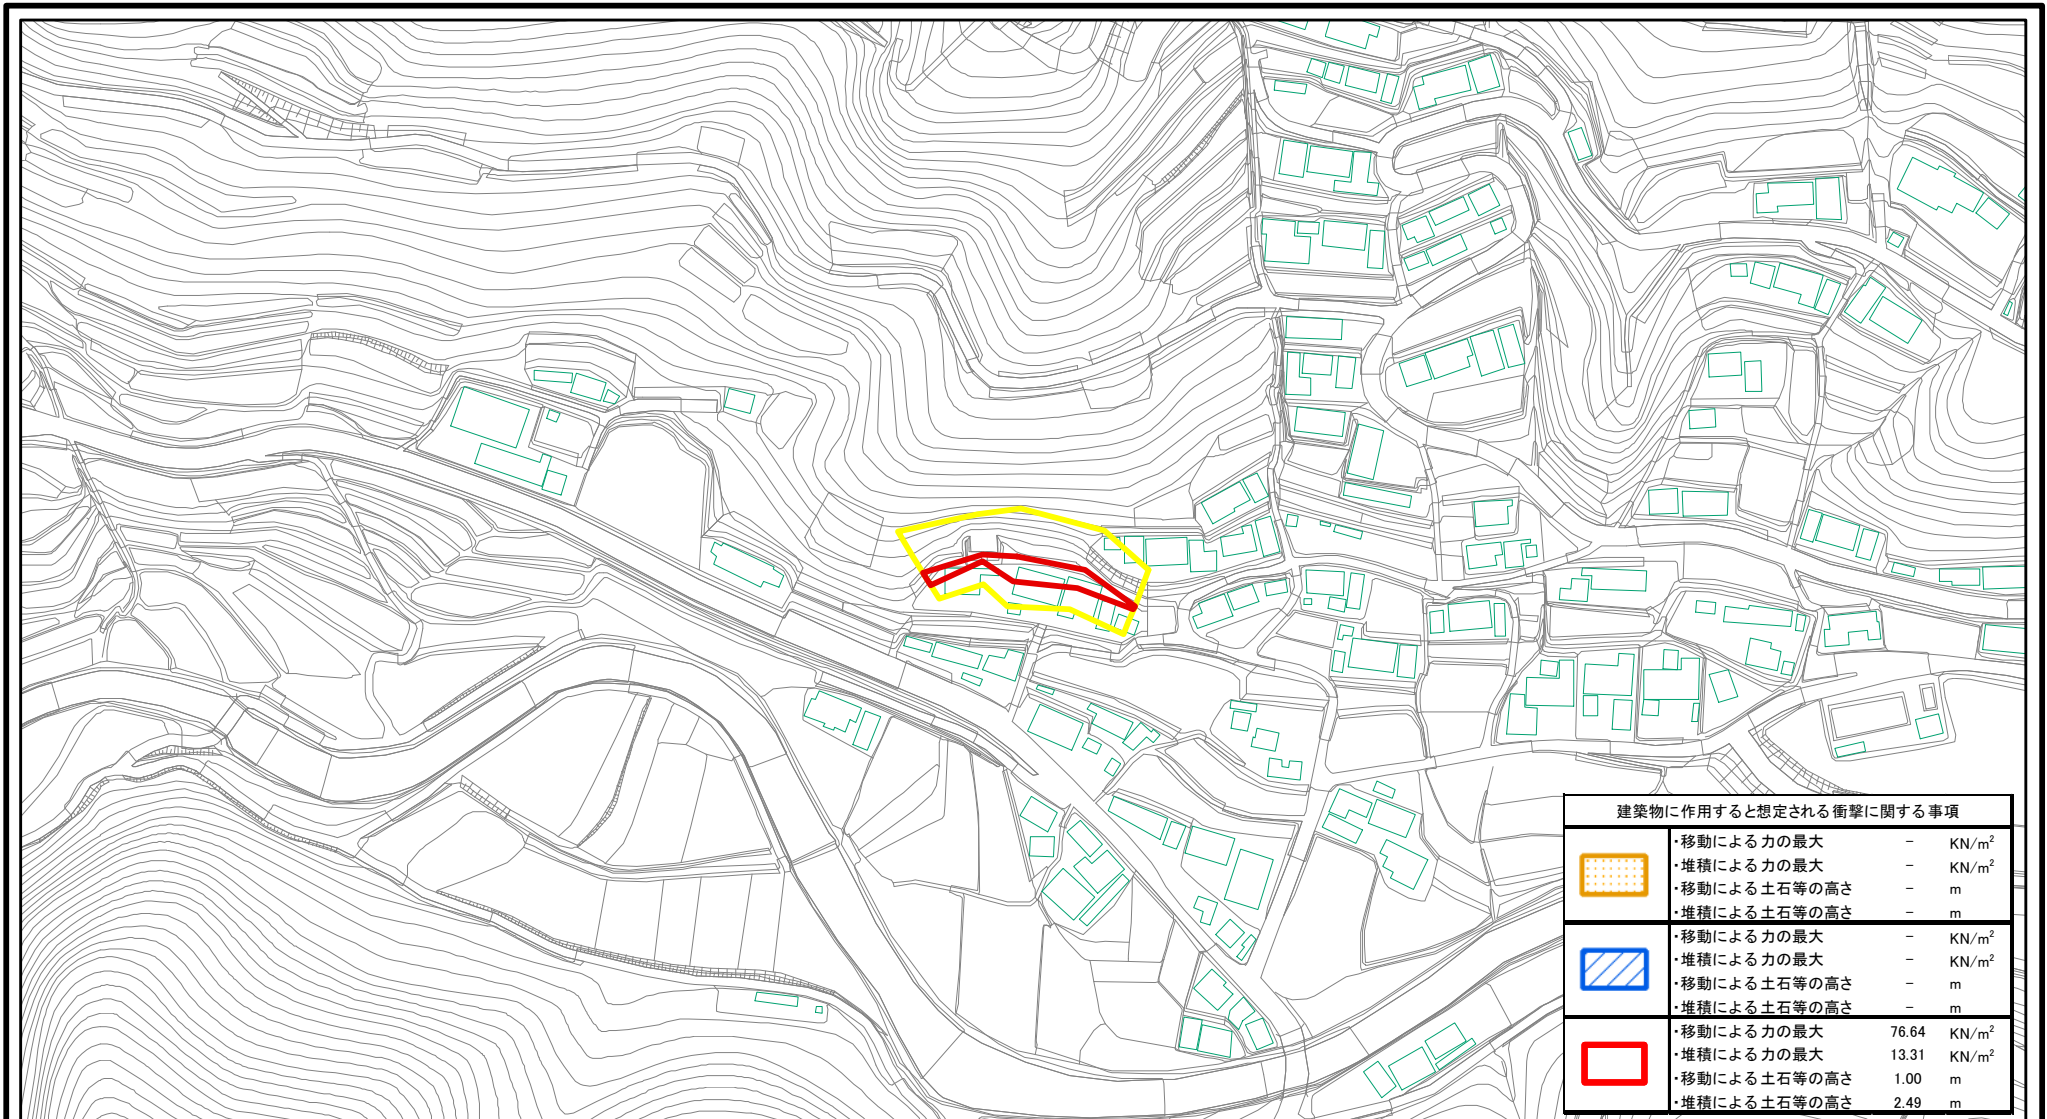 建築物に作用すると想定される衝撃に関する事項
・移動による力の最大 － KN/m²
・堆積による力の最大 － KN/m²
・移動による土石等の高さ － m
・堆積による土石等の高さ － m
・移動による力の最大 － KN/m²
・堆積による力の最大 － KN/m²
・移動による土石等の高さ － m
・堆積による土石等の高さ － m
・移動による力の最大 76.64 KN/m²
・堆積による力の最大 13.31 KN/m²
・移動による土石等の高さ 1.00 m
・堆積による土石等の高さ 2.49 m